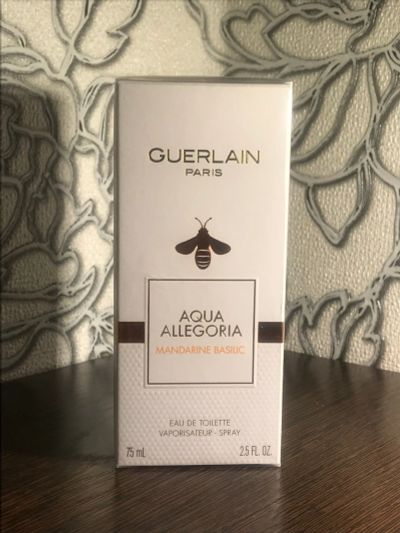 GUERLAIN
PARIS
AQUA
ALLEGORIA
MANDARINE BASILIC
EAU DE TOILETTE
VAPORISATEUR - SPRAY
75 mL 2.5 FL. OZ.